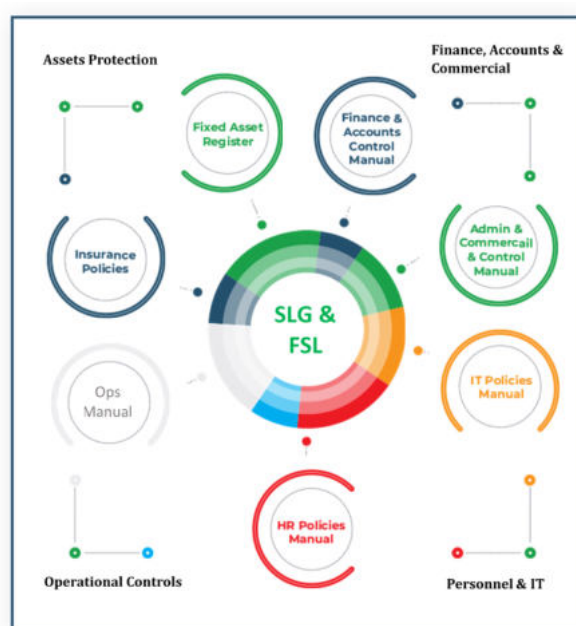 Assets Protection
Finance, Accounts &
Commercial
Fixed Asset
Register
Finance &
Accounts
Control
Manual
Insurance
Policies
Admin &
Commercail
& Control
Manual
SLG &
FSL
Ops
Manual
IT Policies
Manual
HR Policies
Manual
Operational Controls
Personnel & IT